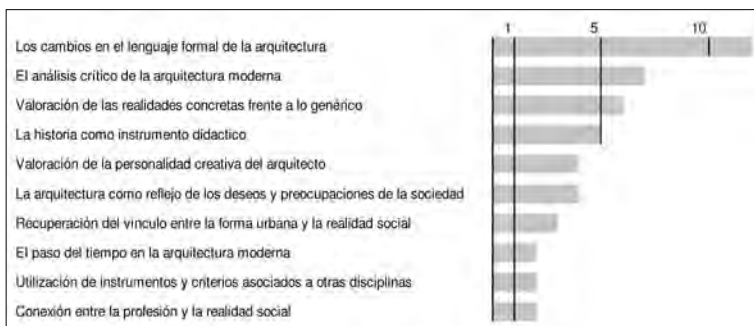 1 5 10
Los cambios en el lenguaje formal de la arquitectura
El análisis crítico de la arquitectura moderna
Valoración de las realidades concretas frente a lo genérico
La historia como instrumento didactico
Valoración de la personalidad creativa del arquitecto
La arquitectura como reflejo de los deseos y preocupaciones de la sociedad
Recuperación del vinculo entre la forma urbana y la realidad social
El paso del tiempo en la arquitectura moderna
Utilización de instrumentos y criterios asociados a otras disciplinas
Conexión entre la profesión y la realidad social